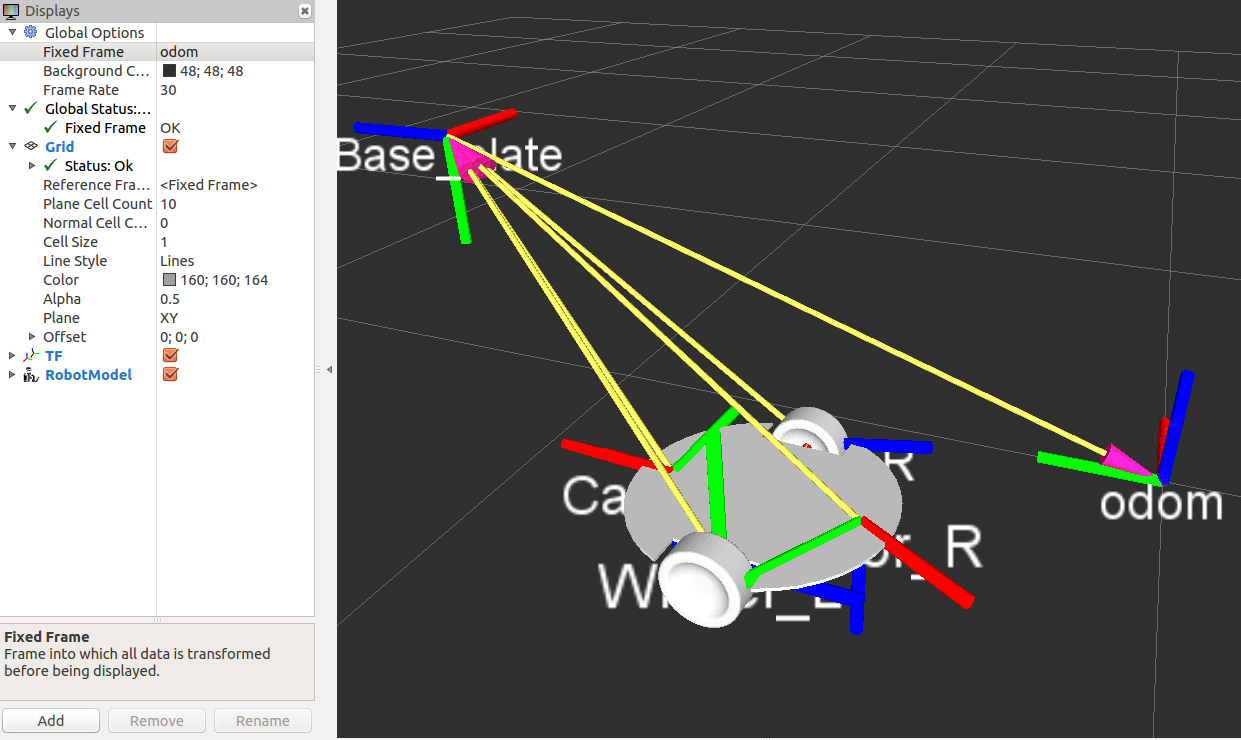 Displays
Global Options
Fixed Frame odom
Background C... 48; 48; 48
Frame Rate 30
Global Status:...
Fixed Frame OK
Grid
Status: Ok
Reference Fra... <Fixed Frame>
Plane Cell Count 10
Normal Cell C... 0
Cell Size 1
Line Style Lines
Color 160; 160; 164
Alpha 0.5
Plane XY
Offset 0; 0; 0
TF
RobotModel
Fixed Frame
Frame into which all data is transformed
before being displayed.
Add Remove Rename
Base_plate
odom